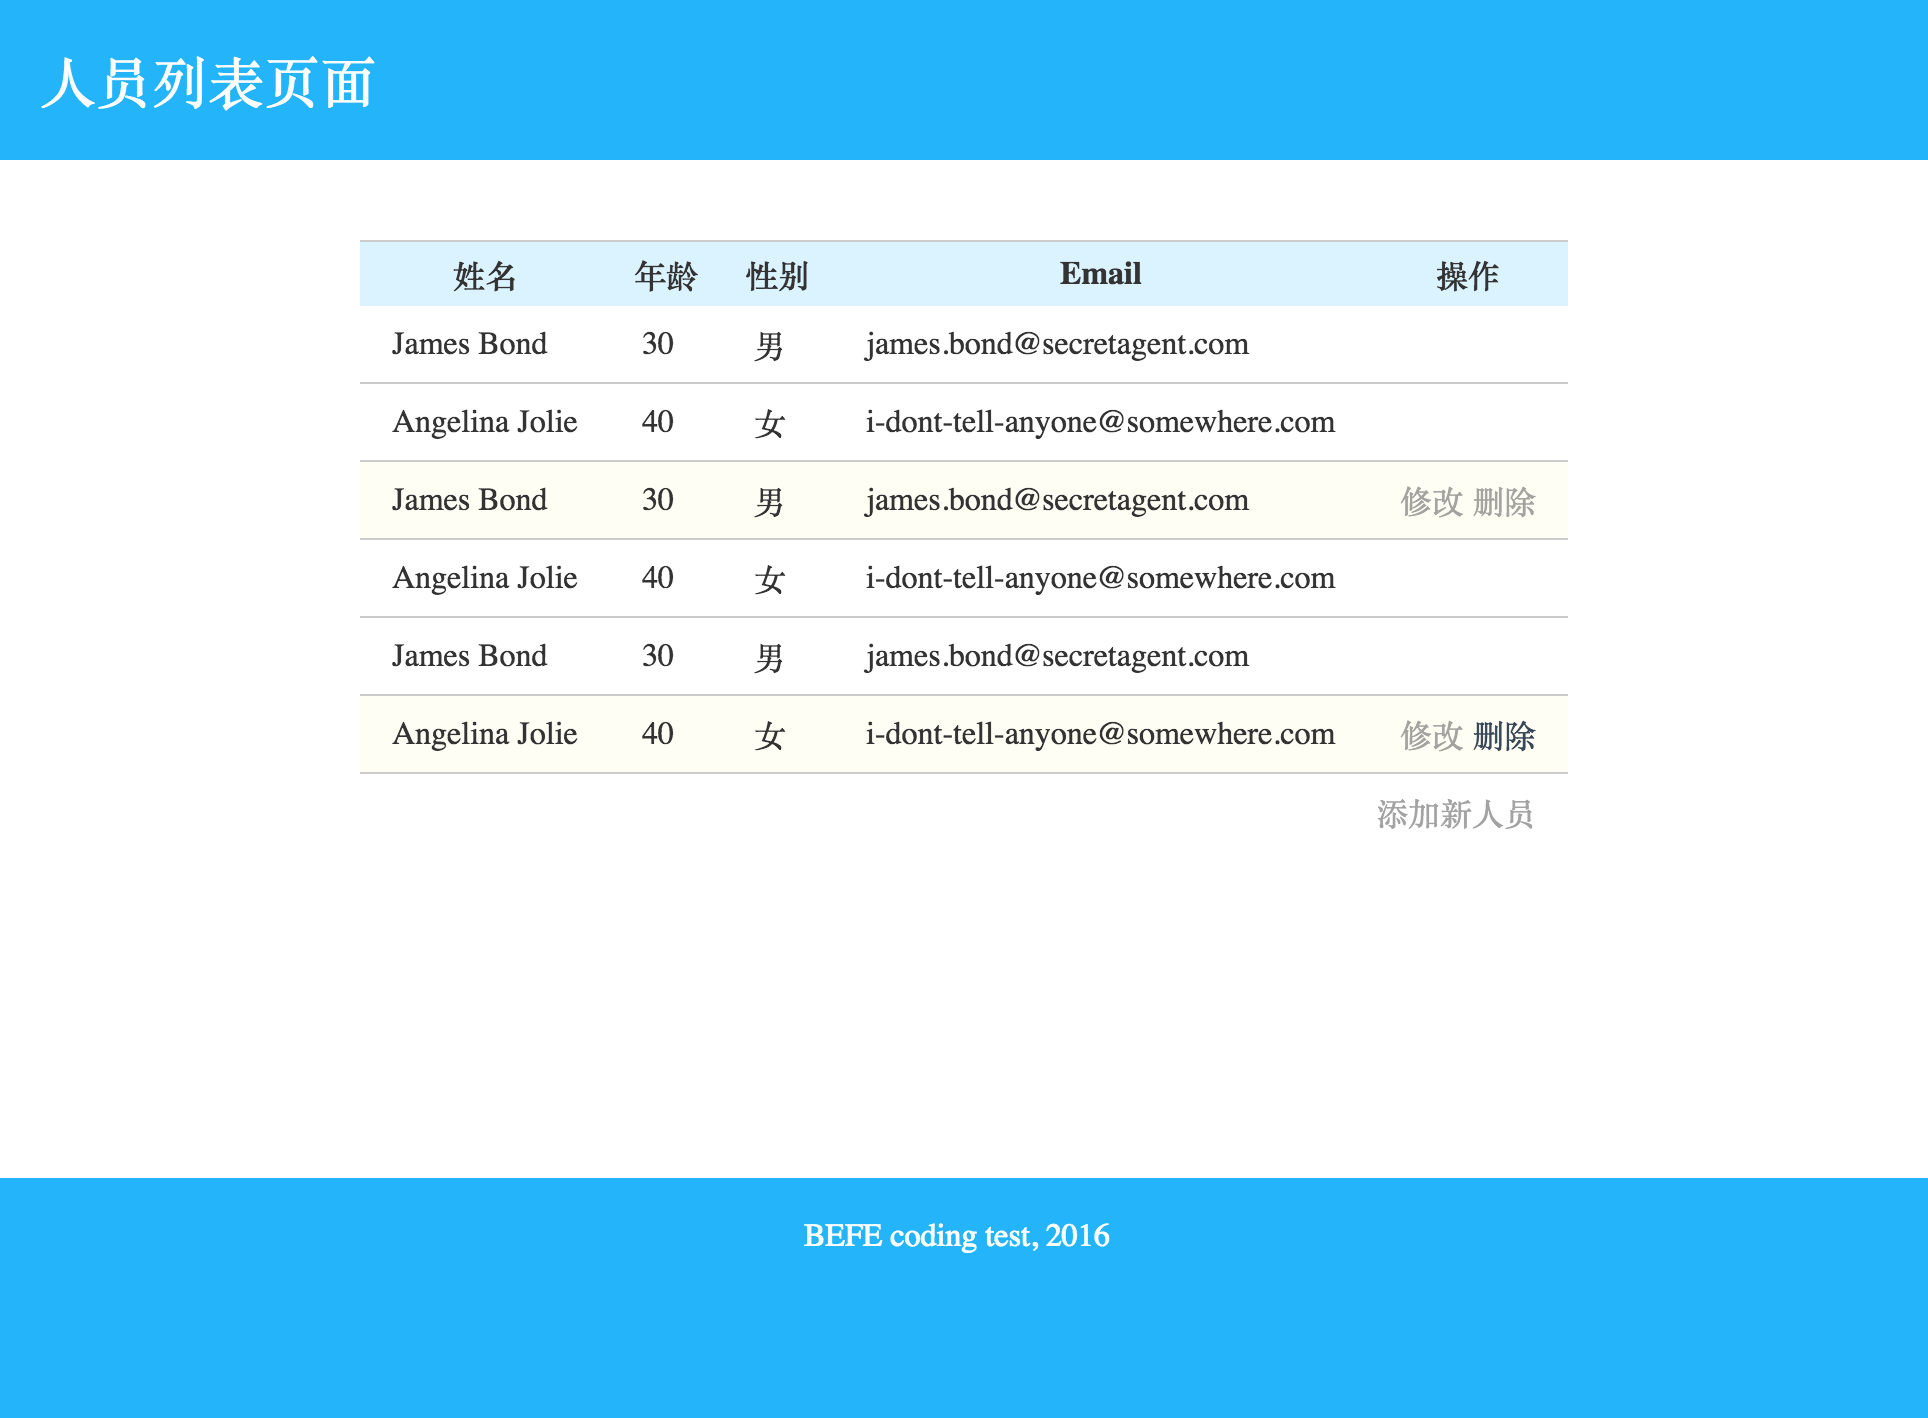 人员列表页面
姓名 年龄 性别 Email 操作
James Bond 30 男 james.bond@secretagent.com
Angelina Jolie 40 女 i-dont-tell-anyone@somewhere.com
James Bond 30 男 james.bond@secretagent.com 修改 删除
Angelina Jolie 40 女 i-dont-tell-anyone@somewhere.com
James Bond 30 男 james.bond@secretagent.com
Angelina Jolie 40 女 i-dont-tell-anyone@somewhere.com 修改 删除
添加新人员
BEFE coding test, 2016